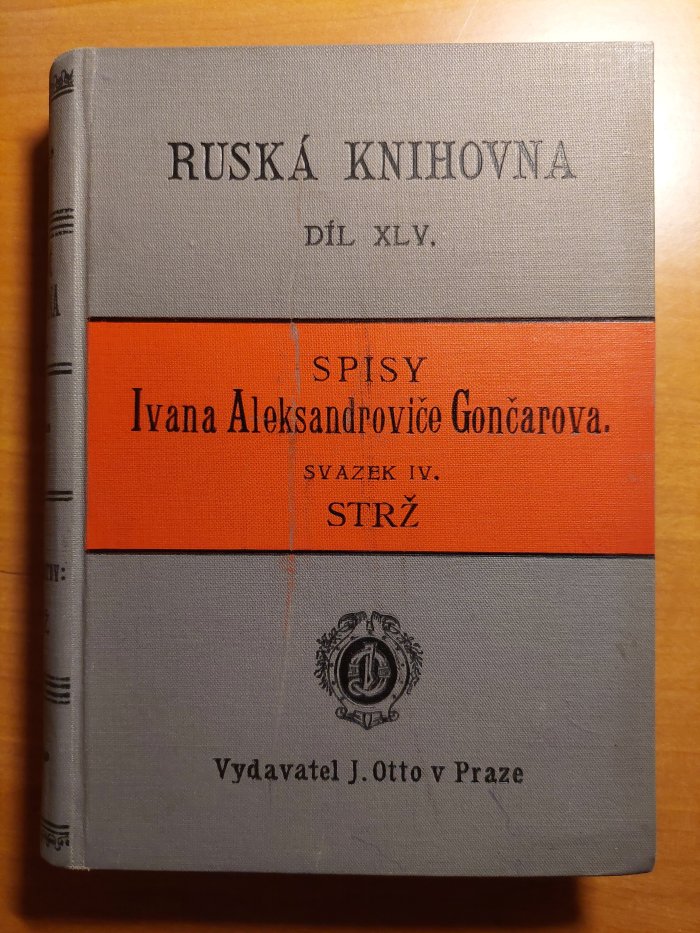 RUSKÁ KNIHOVNA
DÍL XLV.
SPISY
Ivana Aleksandroviče Gončarova.
SVAZEK IV.
STRŽ
Vydavatel J. Otto v Praze